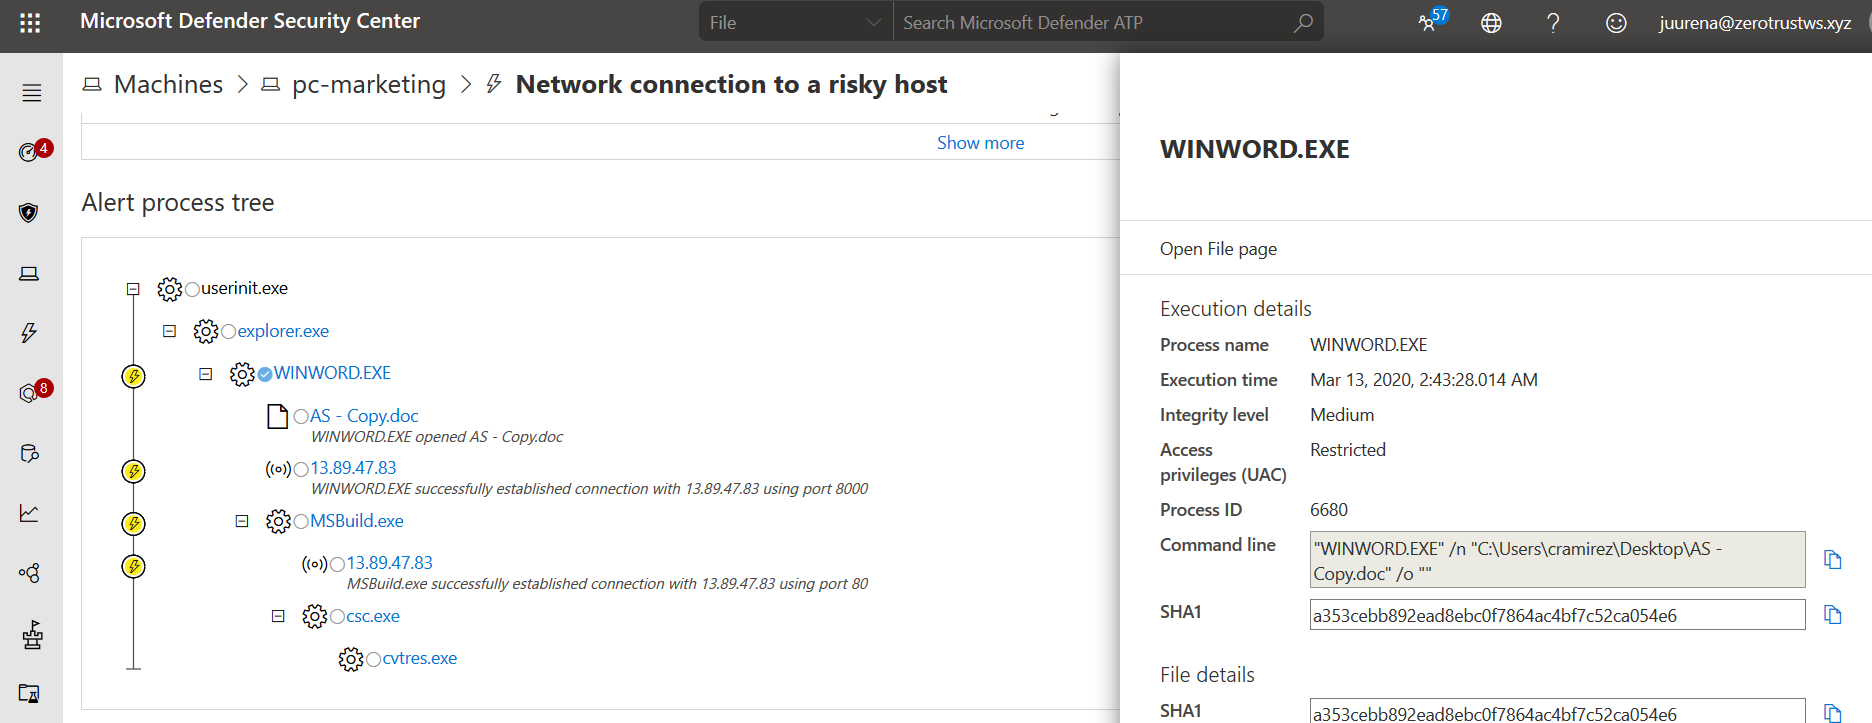 Microsoft Defender Security Center
File
Search Microsoft Defender ATP
57
?
juurena@zerotrustws.xyz
Machines > pc-marketing > Network connection to a risky host
4
8
Show more
Alert process tree
userinit.exe
explorer.exe
WINWORD.EXE
AS - Copy.doc
WINWORD.EXE opened AS - Copy.doc
13.89.47.83
WINWORD.EXE successfully established connection with 13.89.47.83 using port 8000
MSBuild.exe
13.89.47.83
MSBuild.exe successfully established connection with 13.89.47.83 using port 80
csc.exe
cvtres.exe
WINWORD.EXE
Open File page
Execution details
Process name WINWORD.EXE
Execution time Mar 13, 2020, 2:43:28.014 AM
Integrity level Medium
Access Restricted
privileges (UAC)
Process ID 6680
Command line "WINWORD.EXE" /n "C:\Users\cramirez\Desktop\AS -
Copy.doc" /o ""
SHA1 a353cebb892ead8ebc0f7864ac4bf7c52ca054e6
File details
SHA1 a353cebb892ead8ebc0f7864ac4bf7c52ca054e6